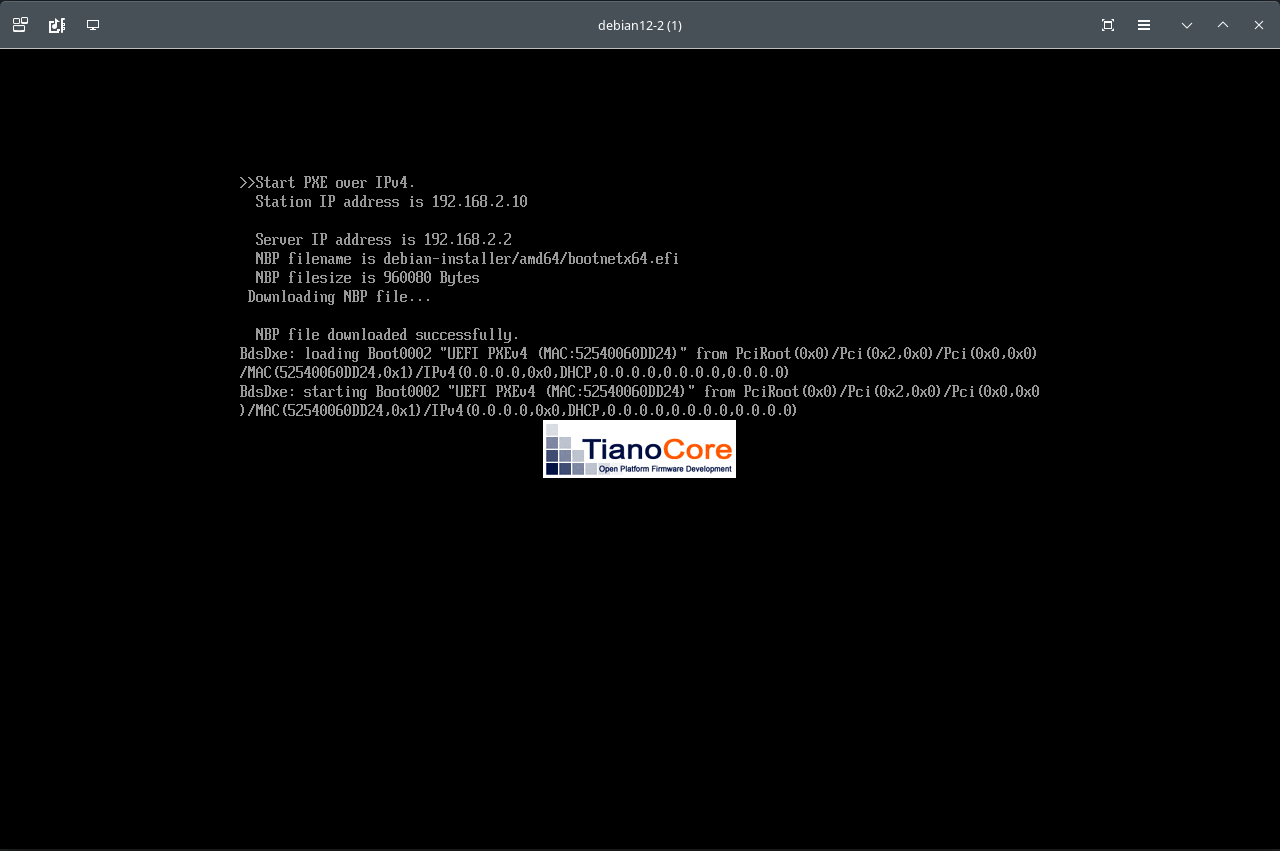 debian12-2 (1)
>>Start PXE over IPv4.
Station IP address is 192.168.2.10
Server IP address is 192.168.2.2
NBP filename is debian-installer/amd64/bootnetx64.efi
NBP filesize is 960080 Bytes
Downloading NBP file...
NBP file downloaded successfully.
BdsDxe: loading Boot0002 "UEFI PXEv4 (MAC:52540060DD24)" from PciRoot(0x0)/Pci(0x2,0x0)/Pci(0x0,0x0)
/MAC(52540060DD24,0x1)/IPv4(0.0.0.0,0x0,DHCP,0.0.0.0,0.0.0.0,0.0.0.0)
BdsDxe: starting Boot0002 "UEFI PXEv4 (MAC:52540060DD24)" from PciRoot(0x0)/Pci(0x2,0x0)/Pci(0x0,0x0
)/MAC(52540060DD24,0x1)/IPv4(0.0.0.0,0x0,DHCP,0.0.0.0,0.0.0.0,0.0.0.0)
TianoCore
Open Platform Firmware Development